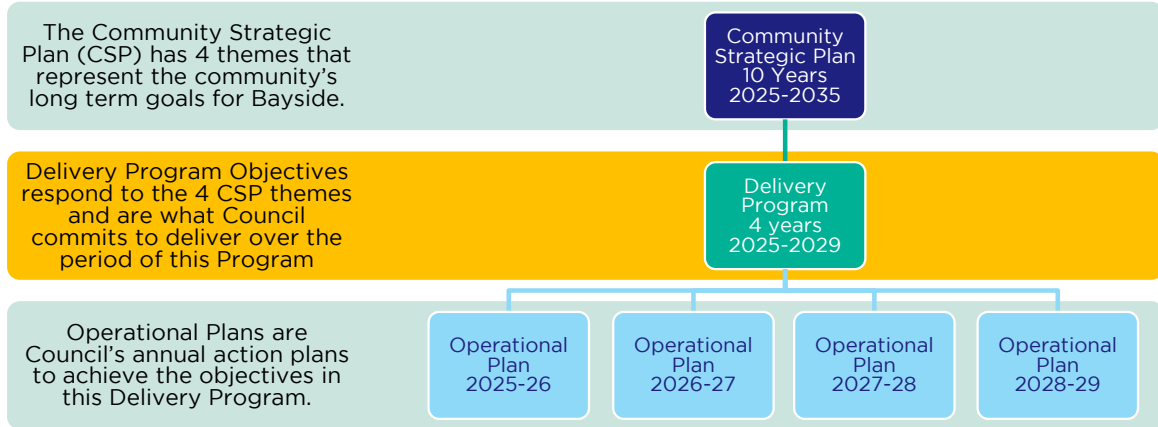 The Community Strategic
Plan (CSP) has 4 themes that
represent the community's
long term goals for Bayside.
Community
Strategic Plan
10 Years
2025-2035
Delivery Program Objectives
respond to the 4 CSP themes
and are what Council
commits to deliver over the
period of this Program
Delivery
Program
4 years
2025-2029
Operational Plans are
Council's annual action plans
to achieve the objectives in
this Delivery Program.
Operational
Plan
2025-26
Operational
Plan
2026-27
Operational
Plan
2027-28
Operational
Plan
2028-29